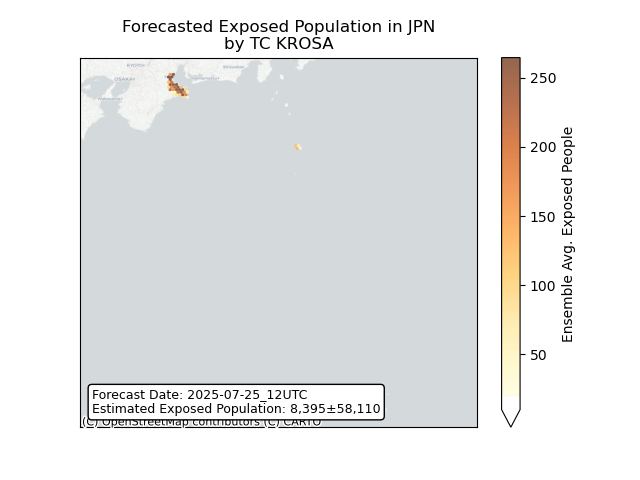 Forecasted Exposed Population in JPN
by TC KROSA
OSAKA
250
200
150
100
50
Ensemble Avg. Exposed People
Forecast Date: 2025-07-25_12UTC
Estimated Exposed Population: 8,395±58,110
(C) OpenStreetMap contributors (C) CARTO